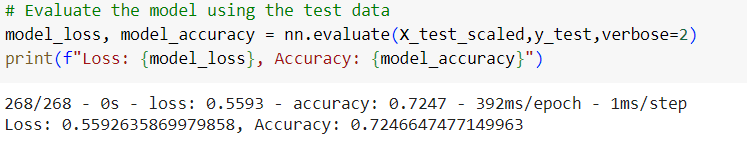 # Evaluate the model using the test data
model_loss, model_accuracy = nn.evaluate(X_test_scaled,y_test,verbose=2)
print(f"Loss: {model_loss}, Accuracy: {model_accuracy}")
268/268 - 0s - loss: 0.5593 - accuracy: 0.7247 - 392ms/epoch - 1ms/step
Loss: 0.5592635869979858, Accuracy: 0.7246647477149963